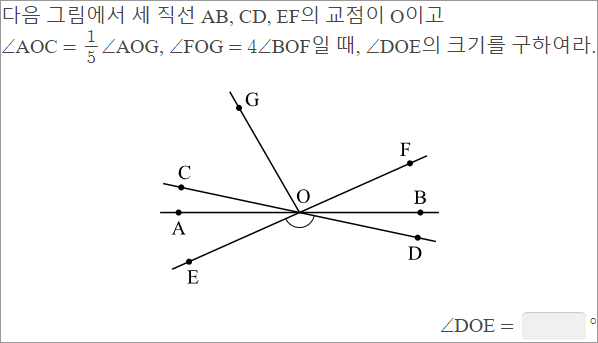 다음 그림에서 세 직선 AB, CD, EF의 교점이 O이고
∠AOC = 1/5 ∠AOG, ∠FOG = 4∠BOF일 때, ∠DOE의 크기를 구하여라.
G
F
C
O
B
A
D
E
∠DOE = °